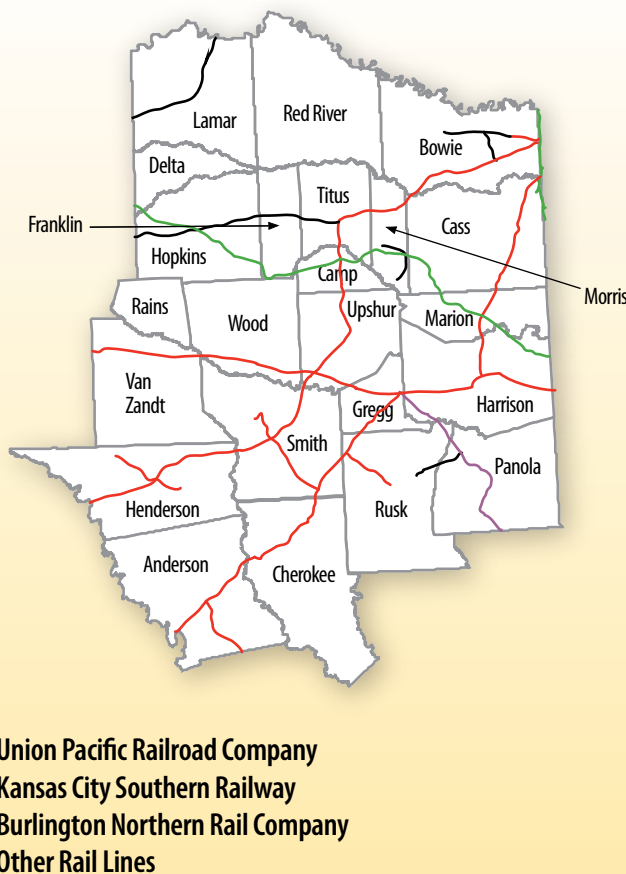 Lamar
Red River
Bowie
Delta
Titus
Franklin
Cass
Hopkins
Camp
Morris
Rains
Wood
Upshur
Marion
Van
Zandt
Gregg
Harrison
Smith
Panola
Henderson
Rusk
Anderson
Cherokee
Union Pacific Railroad Company
Kansas City Southern Railway
Burlington Northern Rail Company
Other Rail Lines